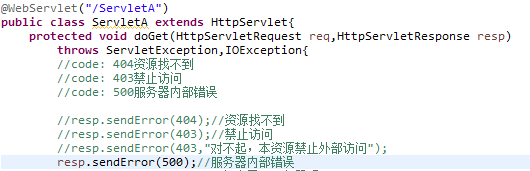 @WebServlet("/ServletA")
public class ServletA extends HttpServlet{
protected void doGet(HttpServletRequest req,HttpServletResponse resp)
throws ServletException,IOException{
//code: 404资源找不到
//code: 403禁止访问
//code: 500服务器内部错误
//resp.sendError(404);//资源找不到
//resp.sendError(403);//禁止访问
//resp.sendError(403,"对不起，本资源禁止外部访问");
resp.sendError(500);//服务器内部错误